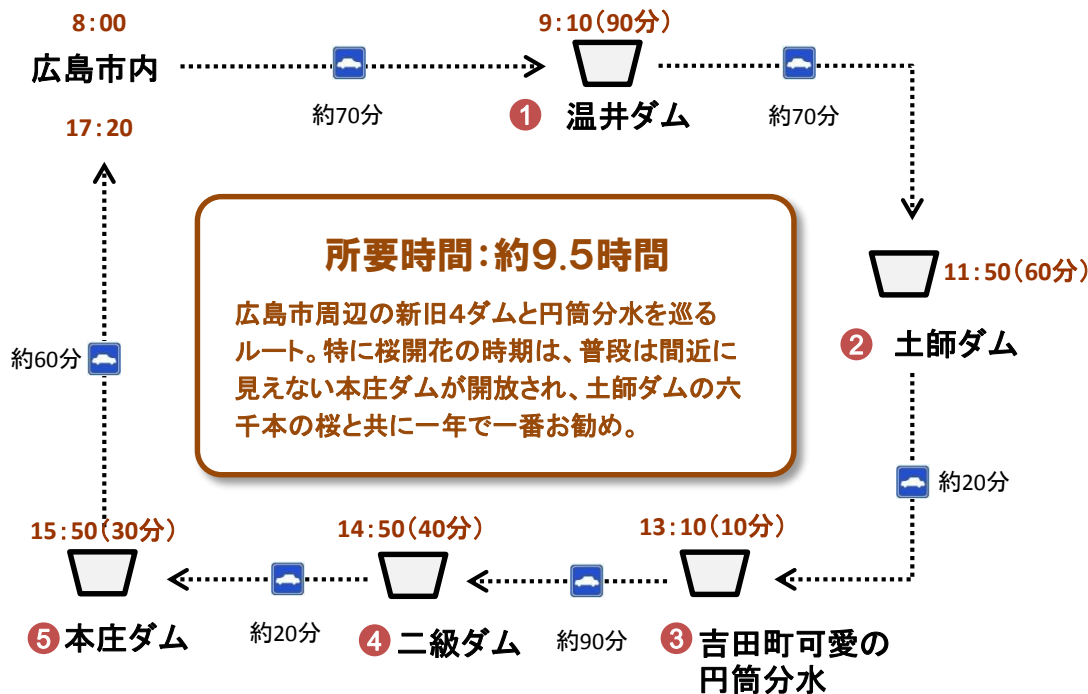 8:00
広島市内
17:20
約70分
9:10(90分)
❶ 温井ダム
約70分
11:50(60分)
❷ 土師ダム
約20分
13:10(10分)
❸ 吉田町可愛の
円筒分水
約90分
14:50(40分)
❹ 二級ダム
約20分
15:50(30分)
❺ 本庄ダム
約60分
所要時間:約9.5時間
広島市周辺の新旧4ダムと円筒分水を巡る
ルート。特に桜開花の時期は、普段は間近に
見えない本庄ダムが開放され、土師ダムの六
千本の桜と共に一年で一番お勧め。